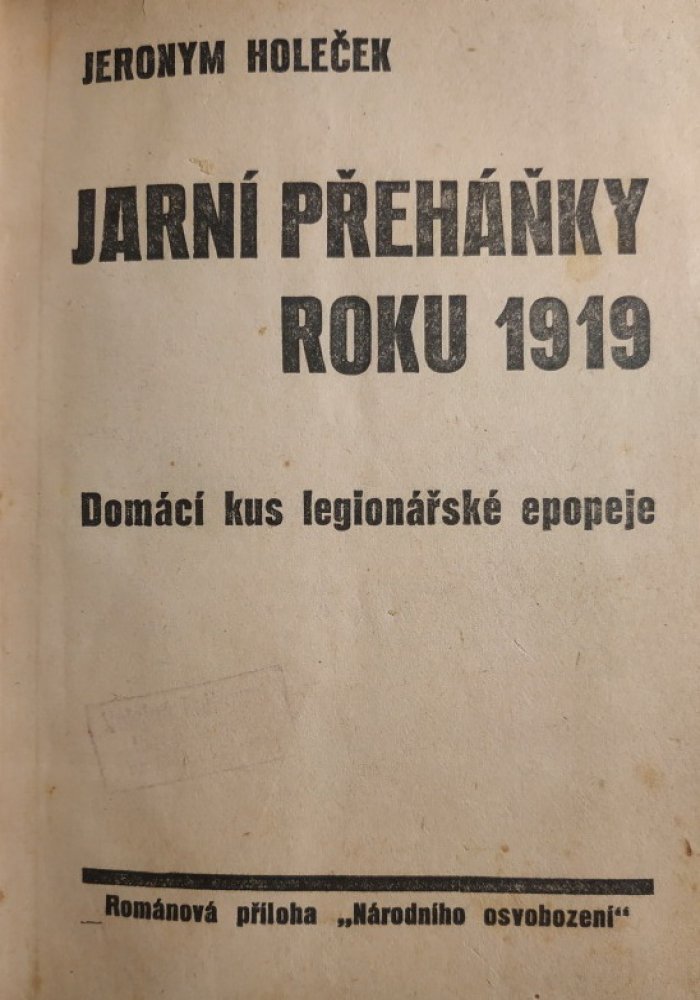 JERONYM HOLEČEK
JARNÍ PŘEHÁŇKY
ROKU 1919
Domácí kus legionářské epopeje
Románová příloha „Národního osvobození“